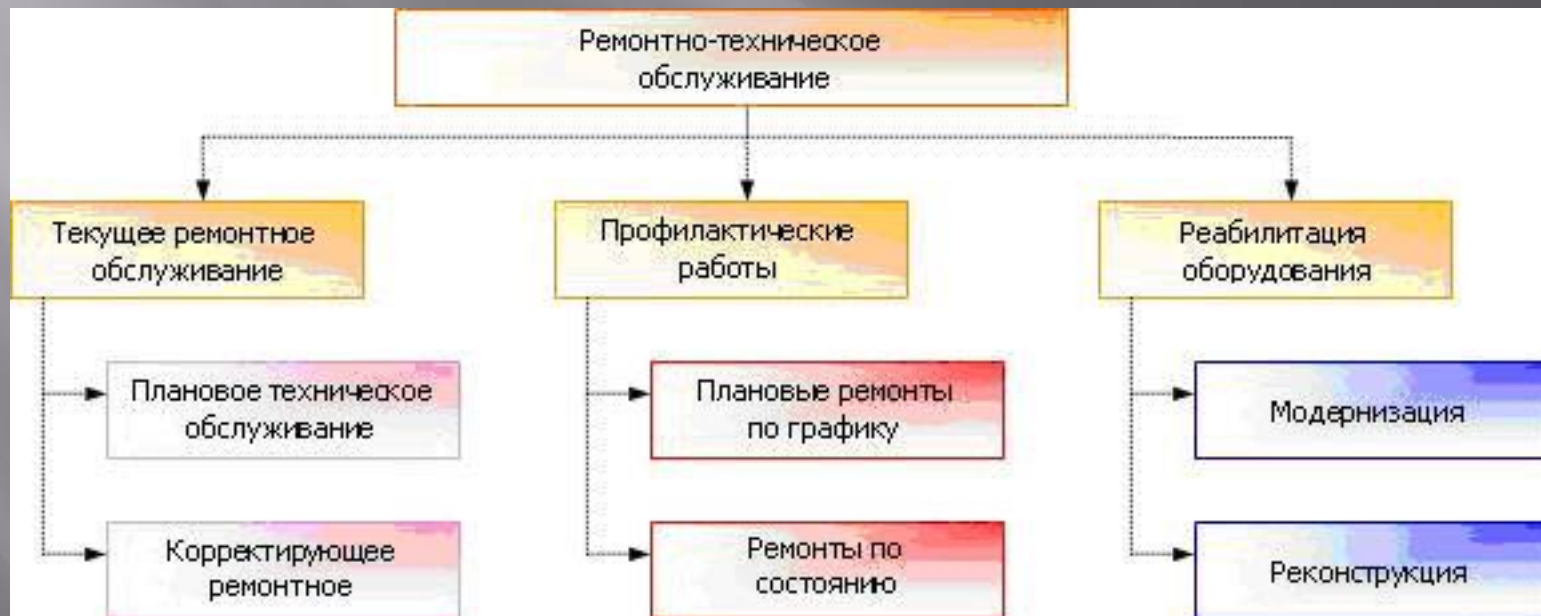 Ремонтно-техническое
обслуживание
Текущее ремонтное
обслуживание
Профилактические
работы
Реабилитация
оборудования
Плановое техническое
обслуживание
Плановые ремонты
по графику
Модернизация
Корректирующее
ремонтное
Ремонты по
состоянию
Реконструкция